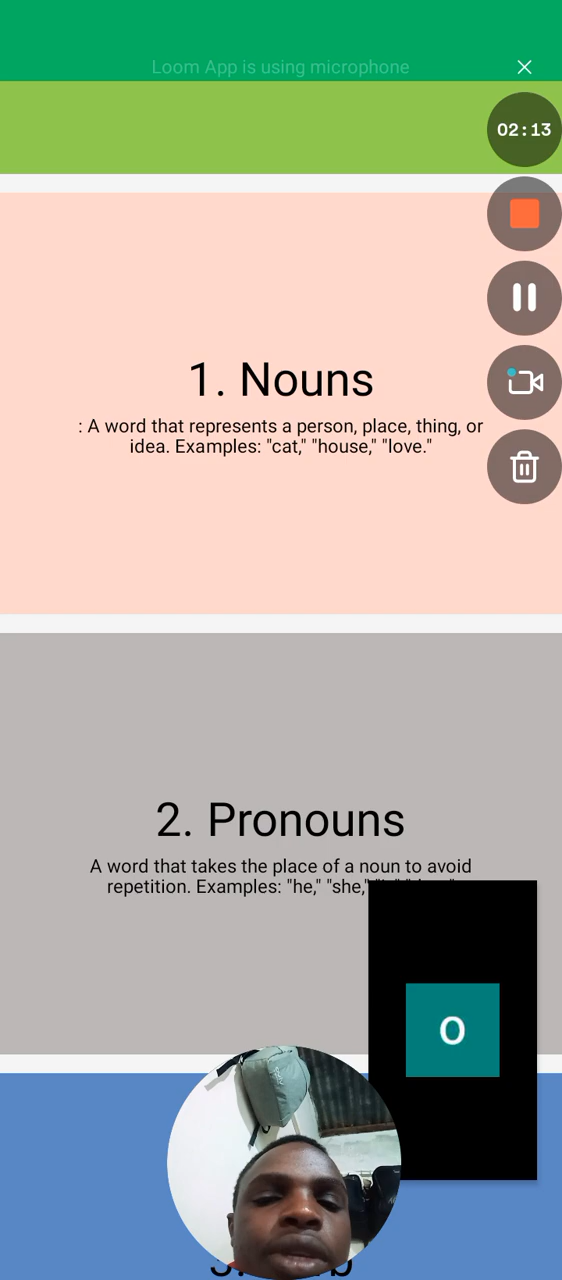 Loom App is using microphone
02:13
1. Nouns
: A word that represents a person, place, thing, or
idea. Examples: "cat," "house," "love."
2. Pronouns
A word that takes the place of a noun to avoid
repetition. Examples: "he," "she,"
O
3.